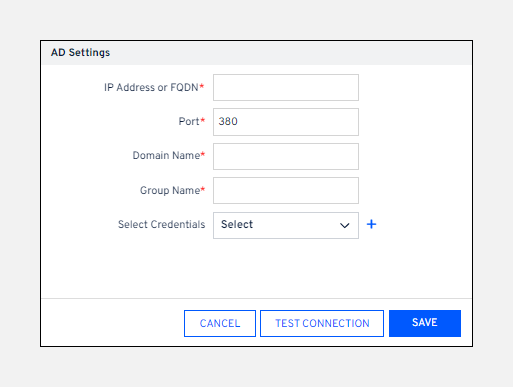 AD Settings
IP Address or FQDN*
Port* 380
Domain Name*
Group Name*
Select Credentials Select +
CANCEL TEST CONNECTION SAVE